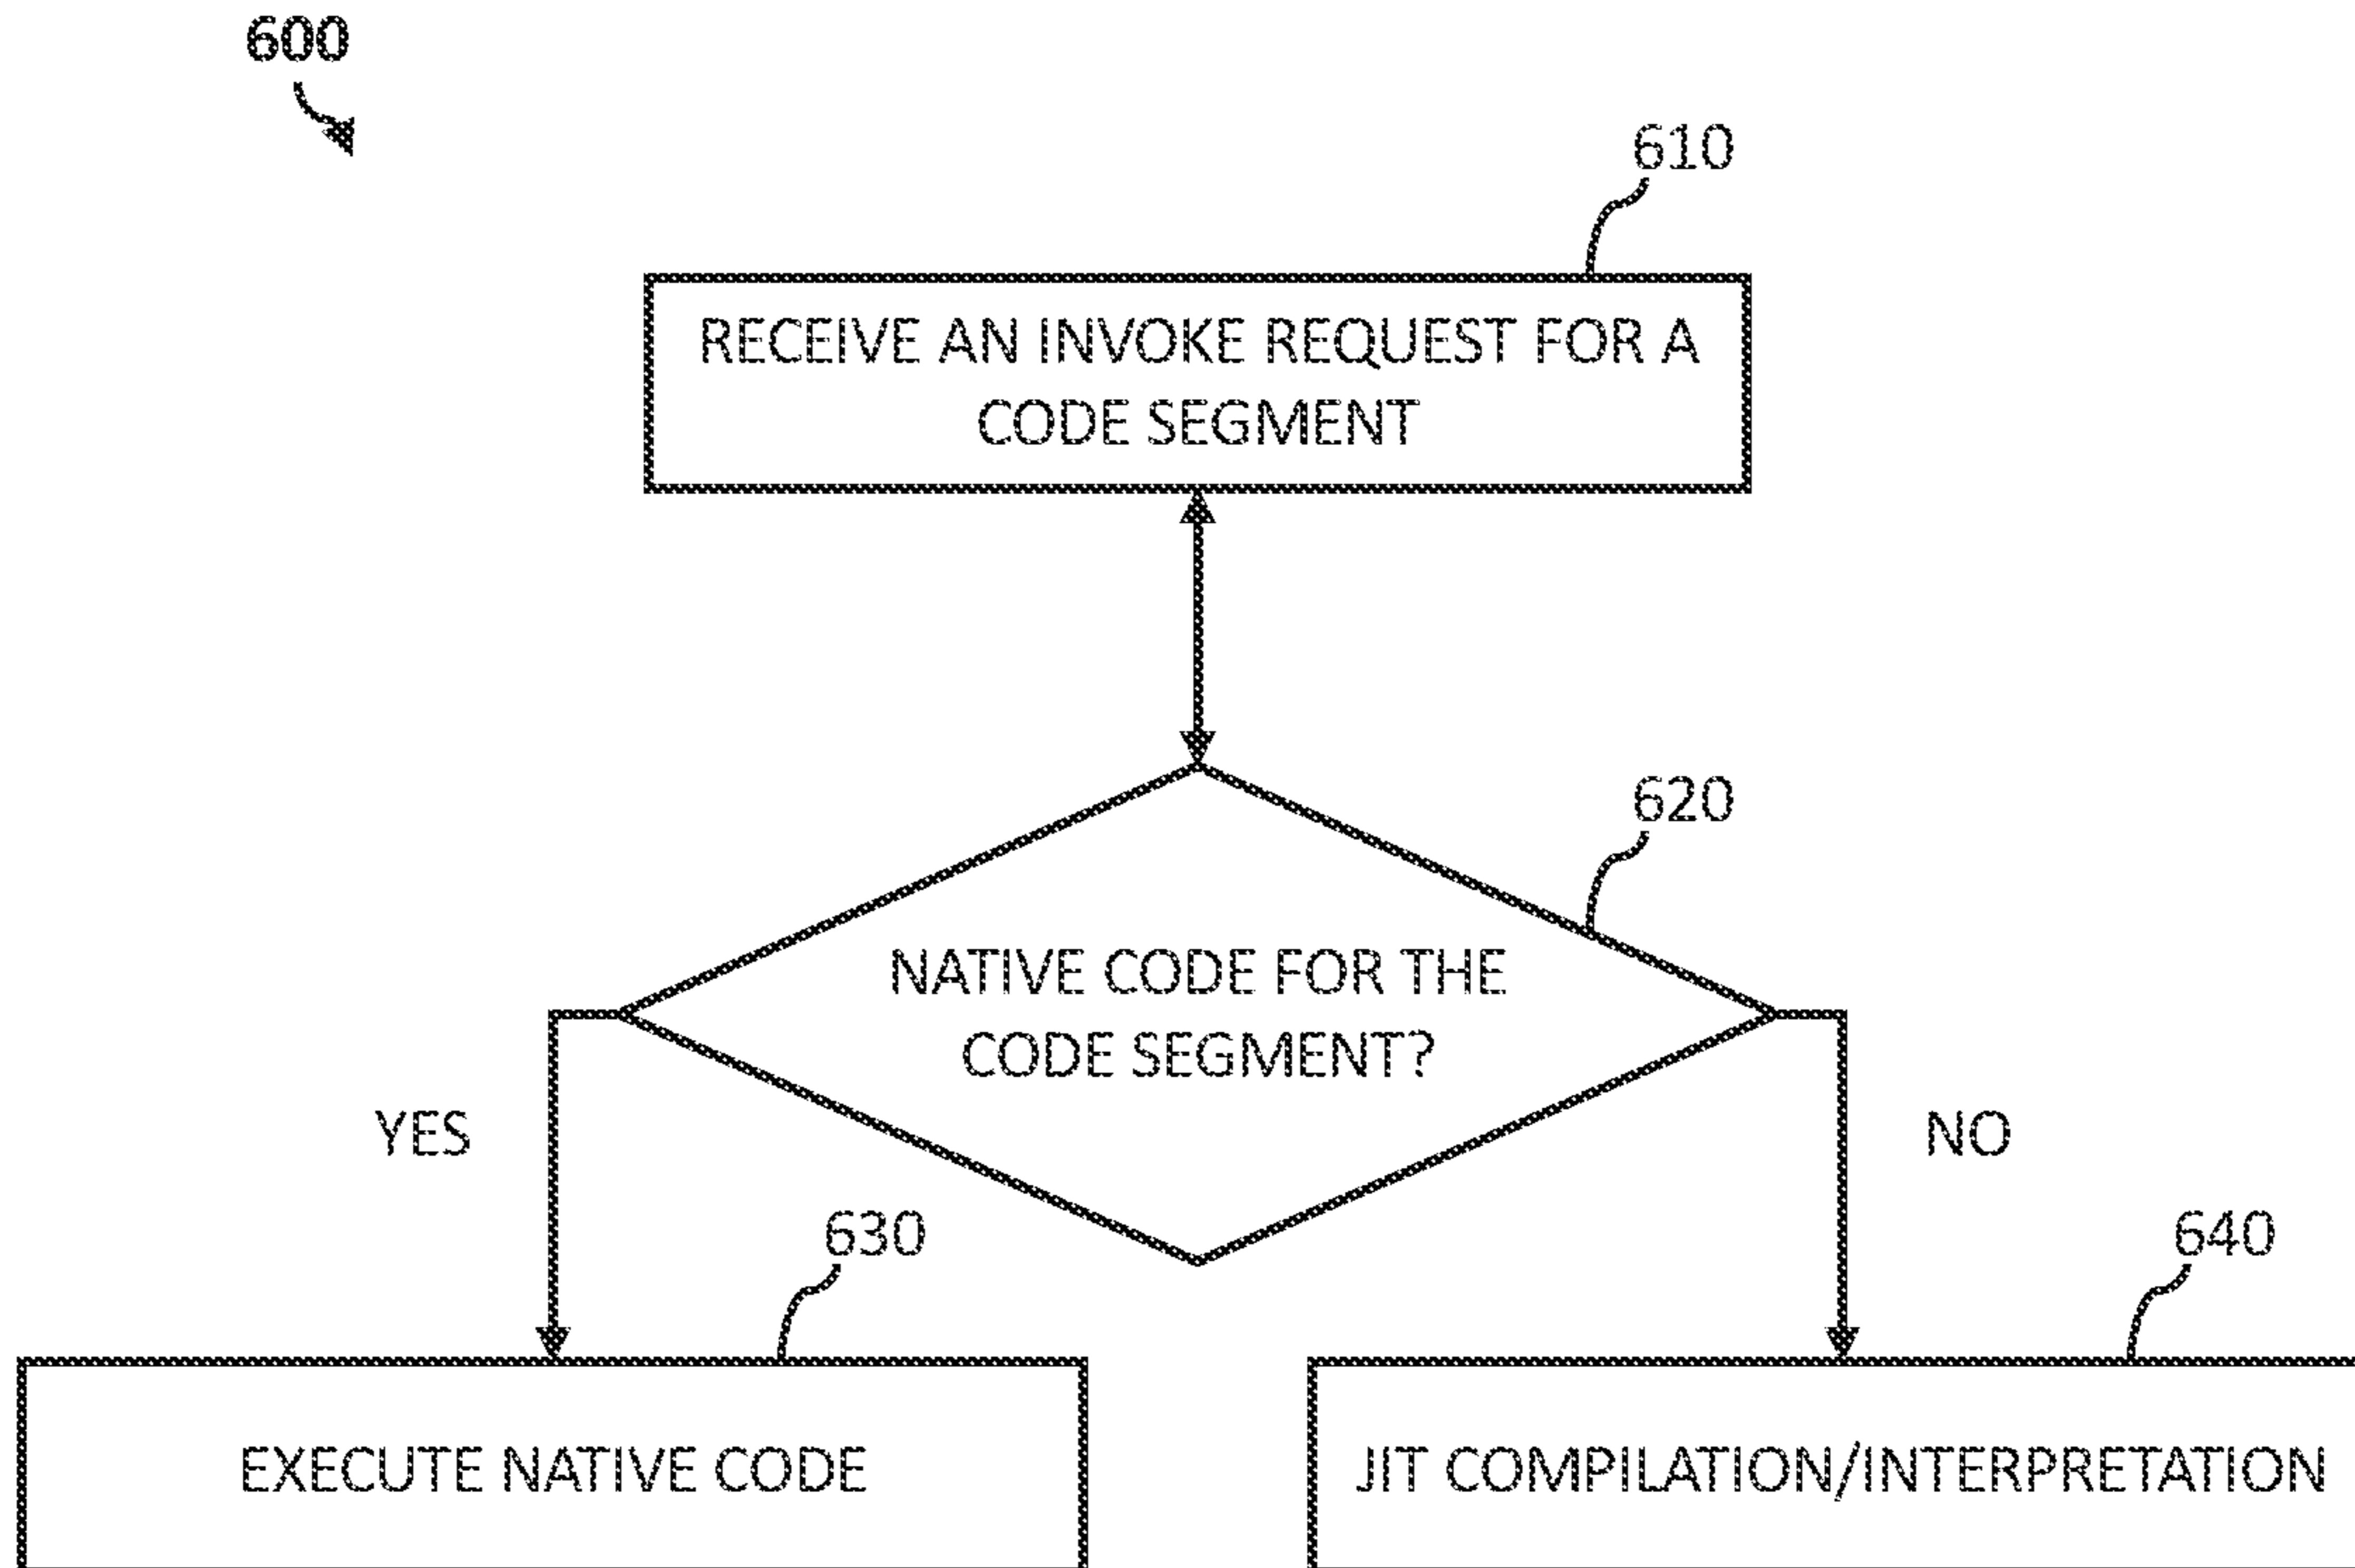 600
610
RECEIVE AN INVOKE REQUEST FOR A
CODE SEGMENT
620
NATIVE CODE FOR THE
CODE SEGMENT?
YES
NO
630
640
EXECUTE NATIVE CODE
JIT COMPILATION/INTERPRETATION